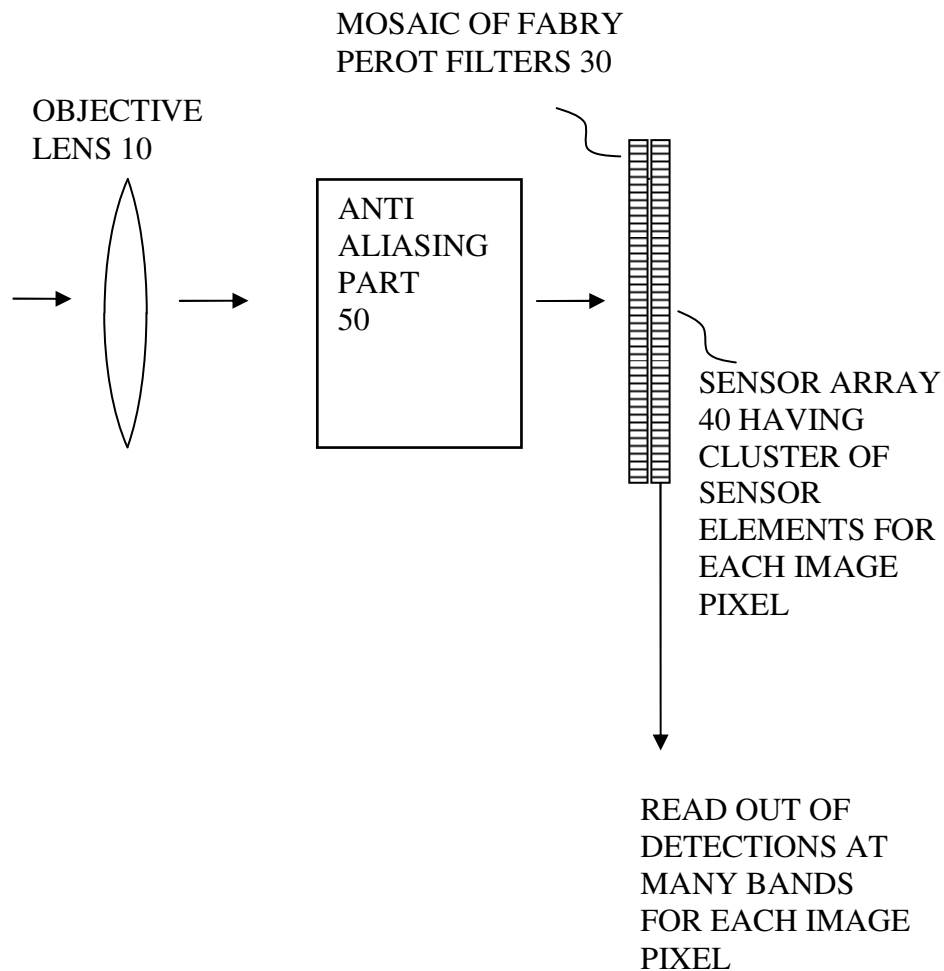 MOSAIC OF FABRY
PEROT FILTERS 30
OBJECTIVE
LENS 10
ANTI
ALIASING
PART
50
SENSOR ARRAY
40 HAVING
CLUSTER OF
SENSOR
ELEMENTS FOR
EACH IMAGE
PIXEL
READ OUT OF
DETECTIONS AT
MANY BANDS
FOR EACH IMAGE
PIXEL